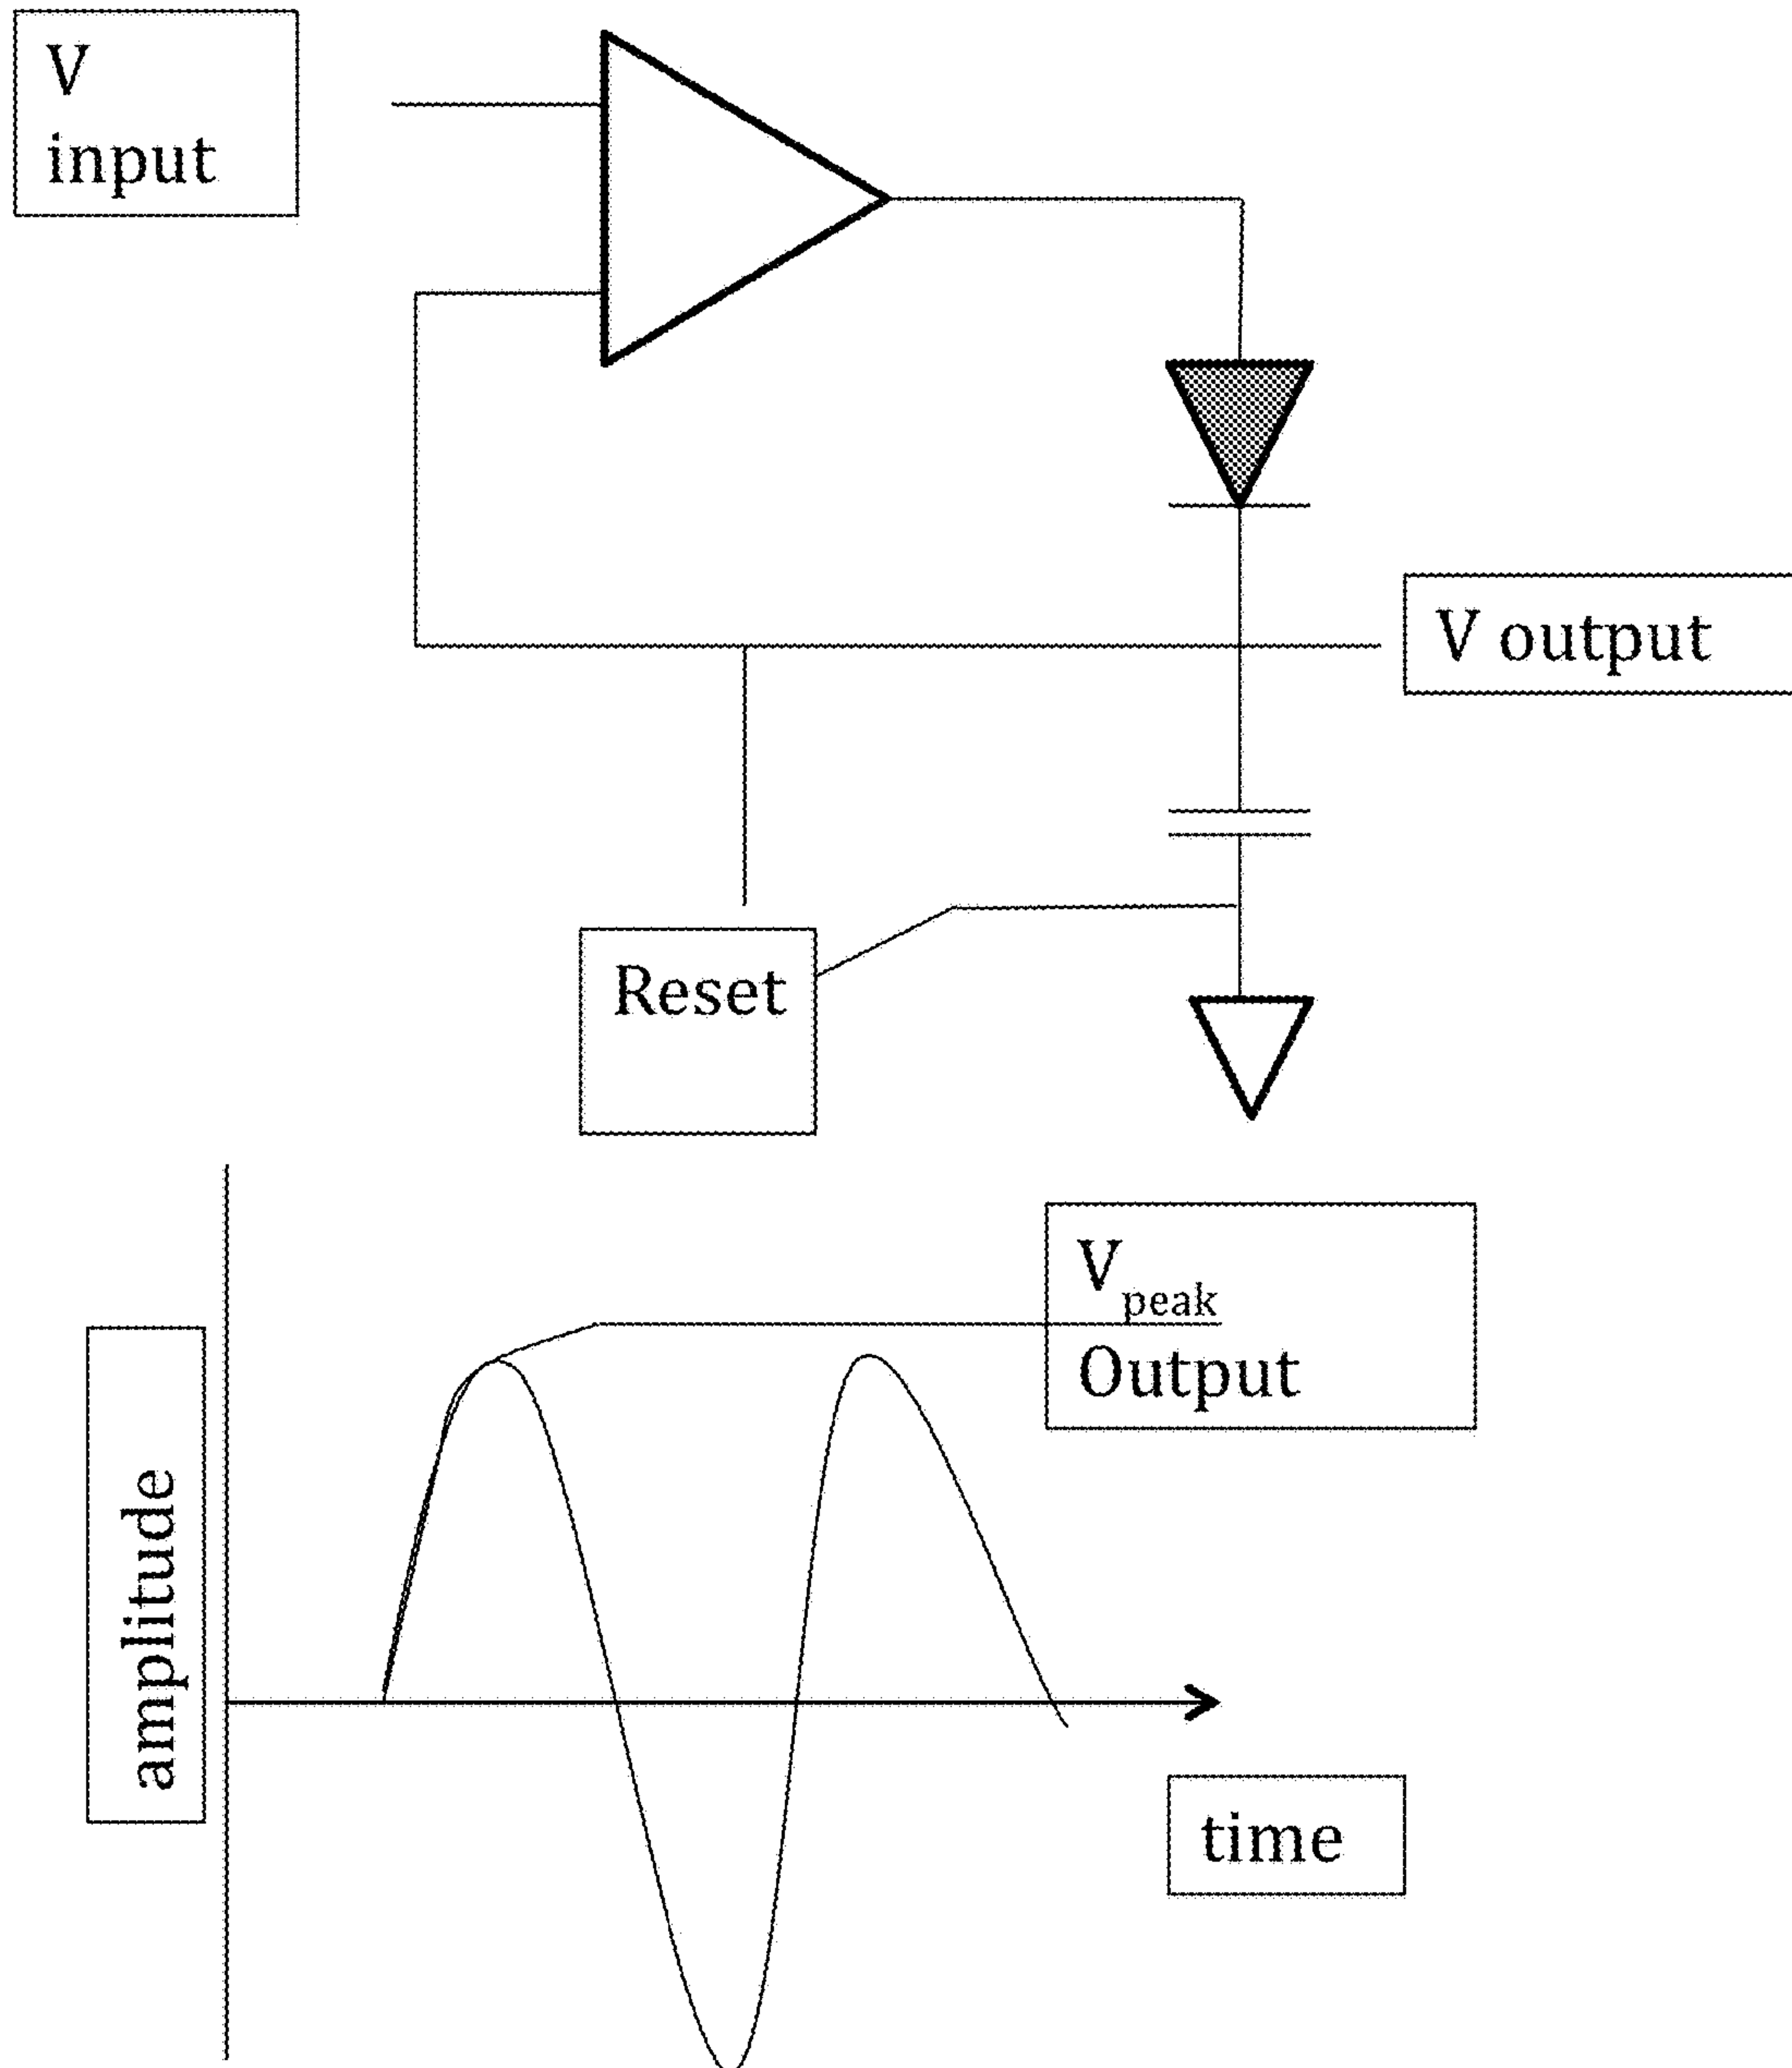 V
input
V output
Reset
V peak
Output
amplitude
time